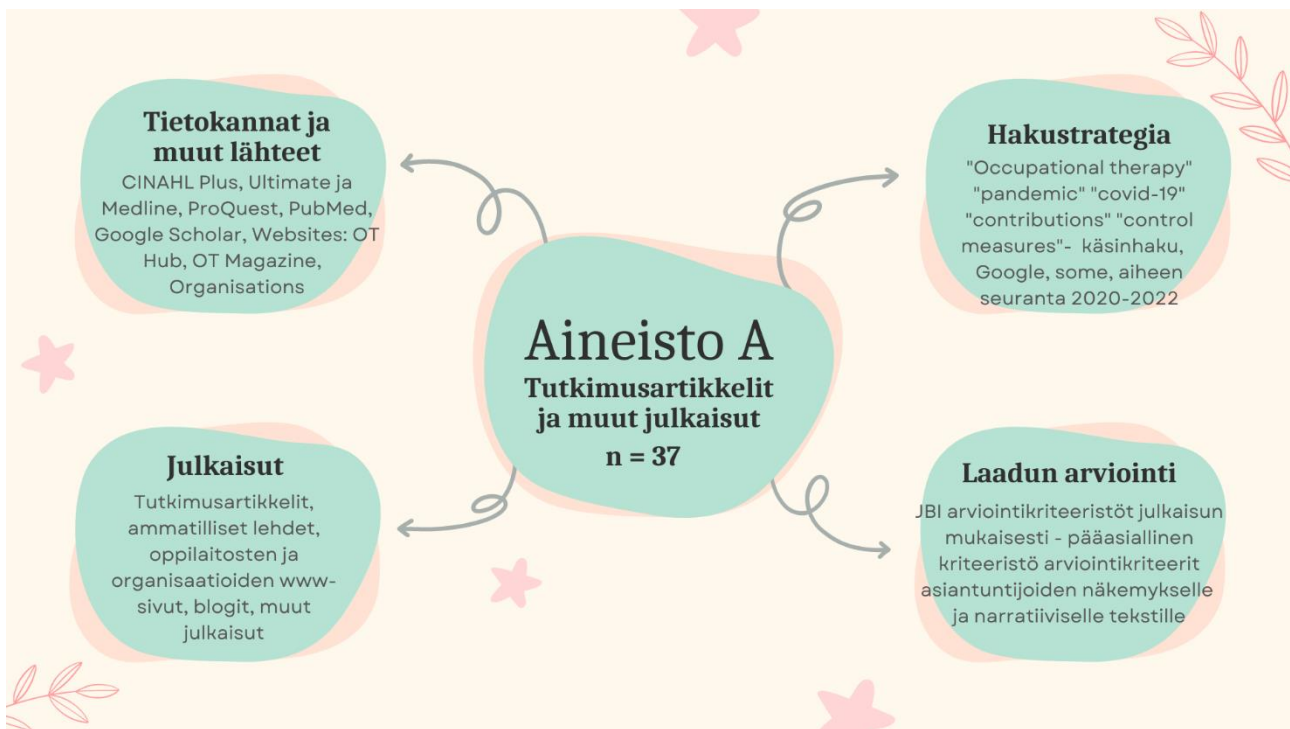 Tietokannat ja
muut lähteet
CINAHL Plus, Ultimate ja
Medline, ProQuest, PubMed,
Google Scholar, Websites: OT
Hub, OT Magazine,
Organisations
Hakustrategia
"Occupational therapy"
"pandemic" "covid-19"
"contributions" "control
measures"- käsinhaku,
Google, some, aiheen
seuranta 2020-2022
Aineisto A
Tutkimusartikkelit
ja muut julkaisut
n = 37
Julkaisut
Tutkimusartikkelit,
ammatilliset lehdet,
oppilaitosten ja
organisaatioiden www-
sivut, blogit, muut
julkaisut
Laadun arviointi
JBI arviointikriteeristöt julkaisun
mukaisesti - pääasiallinen
kriteeristö arviointikriteerit
asiantuntijoiden näkemykselle
ja narratiiviselle tekstille